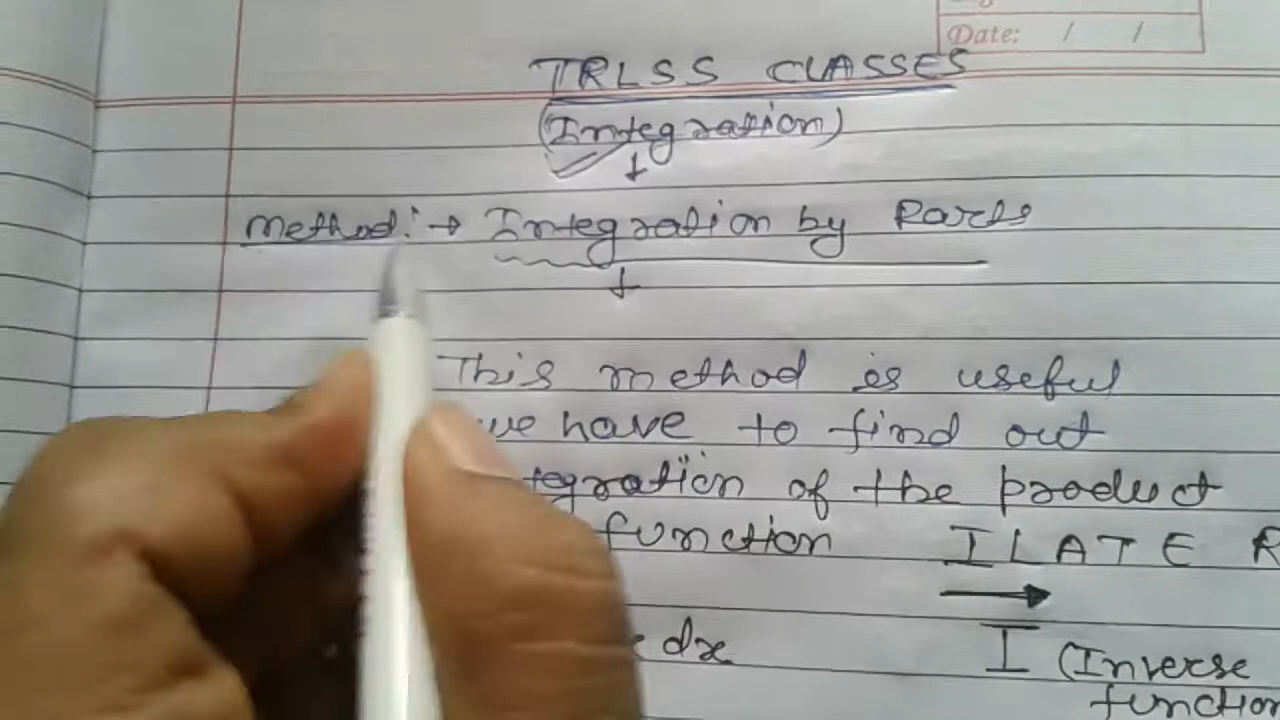 Date: / /
TRLSS CLASSES
(Integration)
Method:→ Integration by Parts
This method is useful
we have to find out
tegration of the product
function ILATE R
dx I (Inverse
function